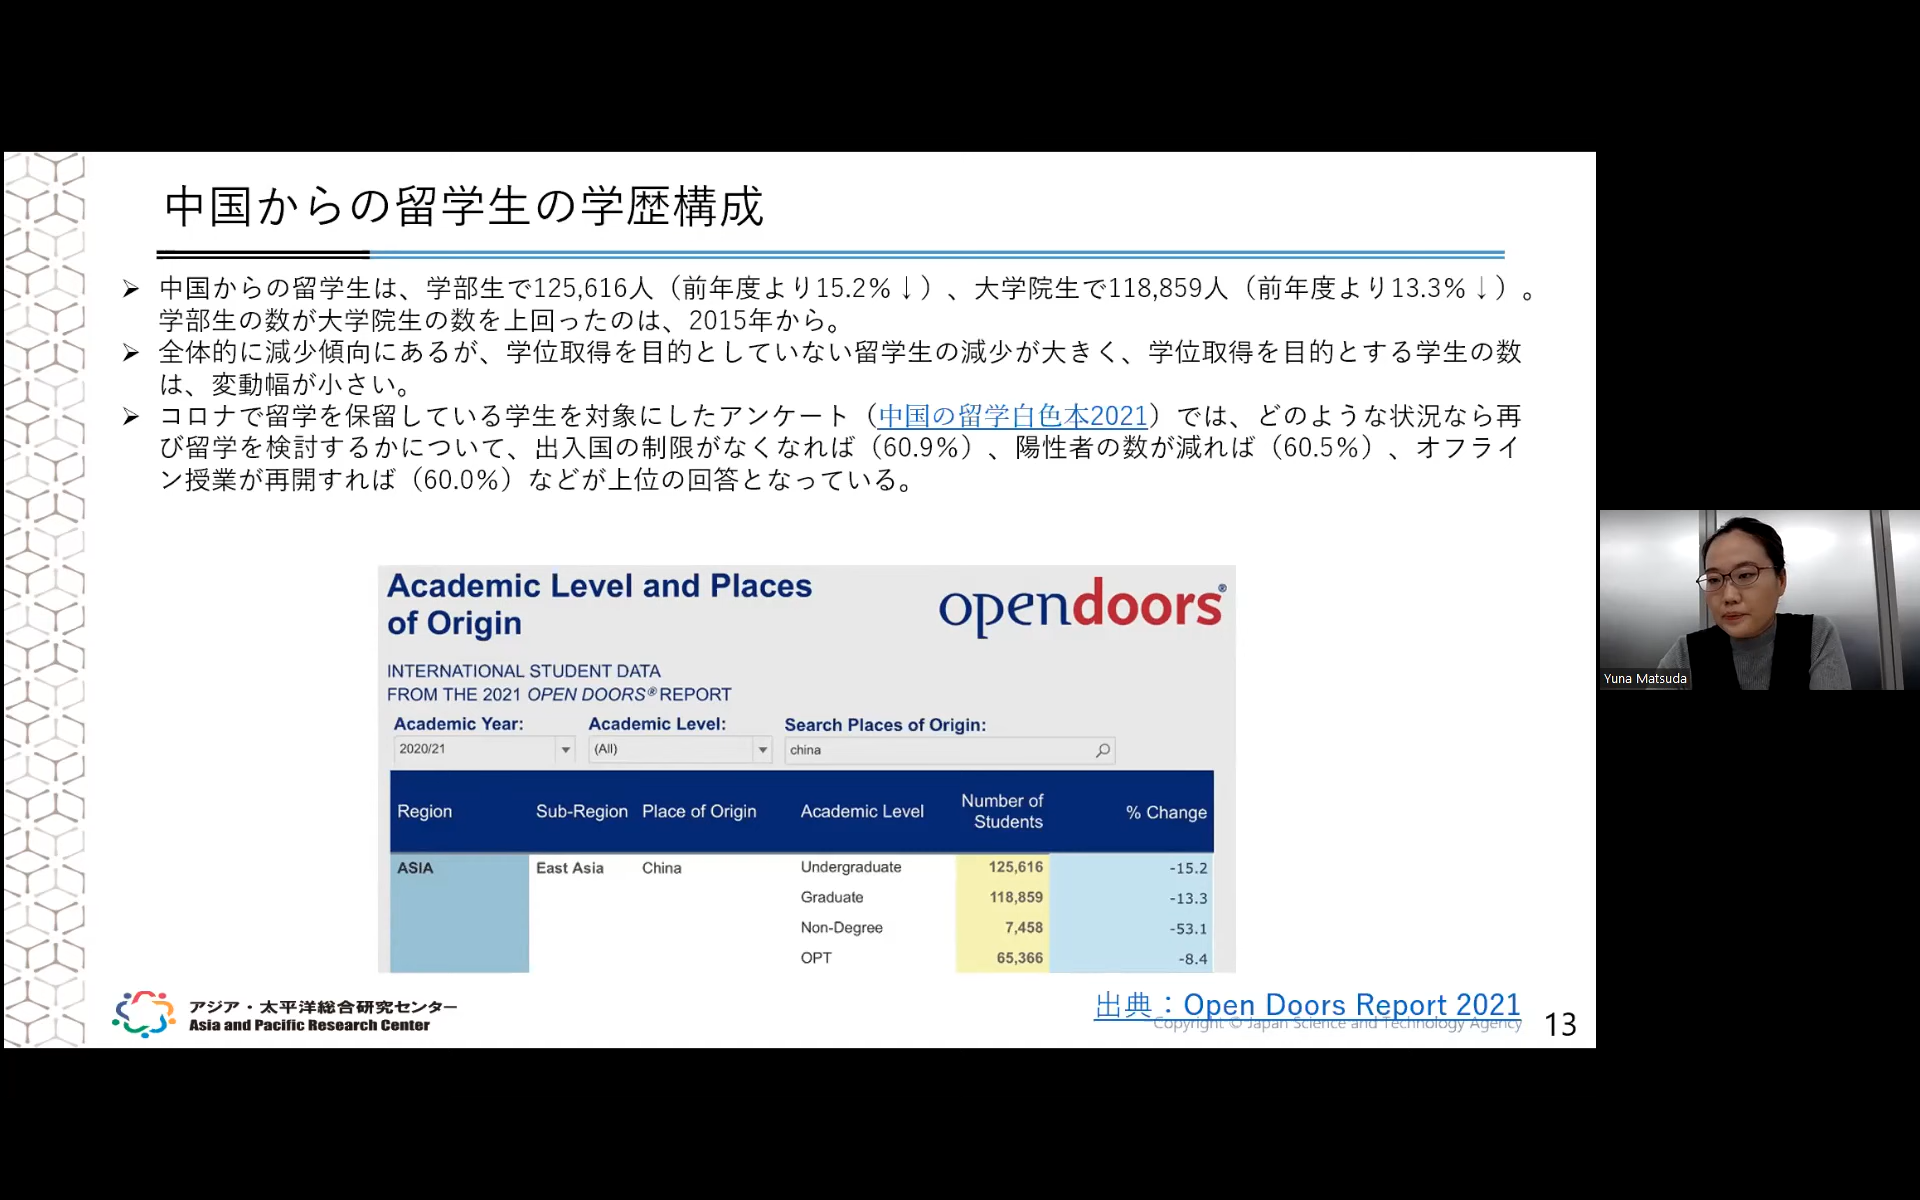 中国からの留学生の学歴構成
➢ 中国からの留学生は、学部生で125,616人（前年度より15.2%↓）、大学院生で118,859人（前年度より13.3%↓）。
学部生の数が大学院生の数を上回ったのは、2015年から。
➢ 全体的に減少傾向にあるが、学位取得を目的としていない留学生の減少が大きく、学位取得を目的とする学生の数
は、変動幅が小さい。
➢ コロナで留学を保留している学生を対象にしたアンケート（中国の留学白色本2021）では、どのような状況なら再
び留学を検討するかについて、出入国の制限がなくなれば（60.9%）、陽性者の数が減れば（60.5%）、オフライ
ン授業が再開すれば（60.0%）などが上位の回答となっている。
Academic Level and Places
of Origin
opendoors®
INTERNATIONAL STUDENT DATA
FROM THE 2021 OPEN DOORS® REPORT
Academic Year: Academic Level: Search Places of Origin:
2020/21 (All) china
Region Sub-Region Place of Origin Academic Level Number of Students % Change
ASIA East Asia China Undergraduate 125,616 -15.2
Graduate 118,859 -13.3
Non-Degree 7,458 -53.1
OPT 65,366 -8.4
アジア・太平洋総合研究センター
Asia and Pacific Research Center
出典：Open Doors Report 2021
Copyright © Japan Science and Technology Agency
13
Yuna Matsuda